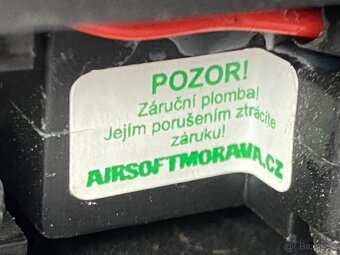 POZOR!
Záruční plomba!
Jejím porušením ztrácíte
záruku!
AIRSOFTMORAVA.CZ